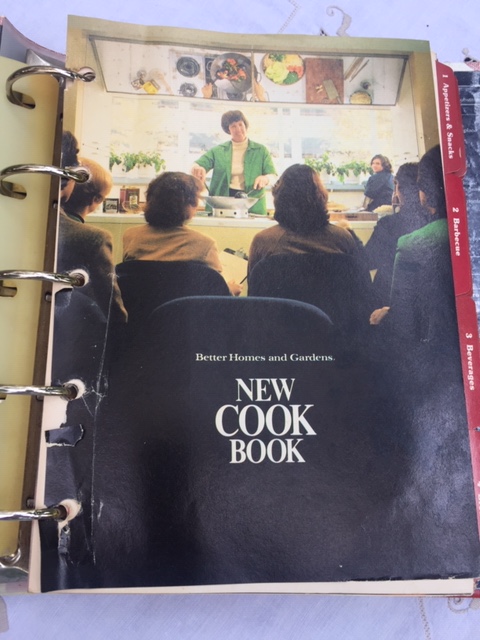 Better Homes and Gardens
NEW
COOK
BOOK
1 Appetizers & Snacks
2 Barbecue
3 Beverages